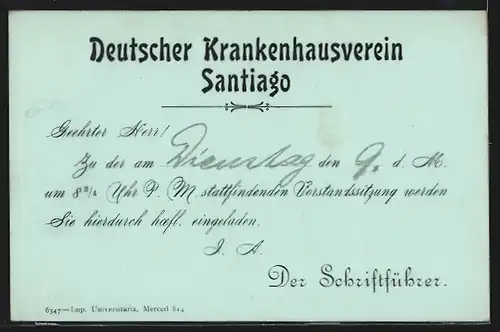 Deutscher Krankenhausverein
Santiago
Geehrter Herr!
Zu der am Dienstag den 9. d. M.
um 8³/₄ Uhr P. M. stattfindenden Vorstandssitzung werden
Sie hierdurch hœfl. eingeladen.
I. A.
Der Schriftführer.
6347—Imp. Universitaria, Merced 814